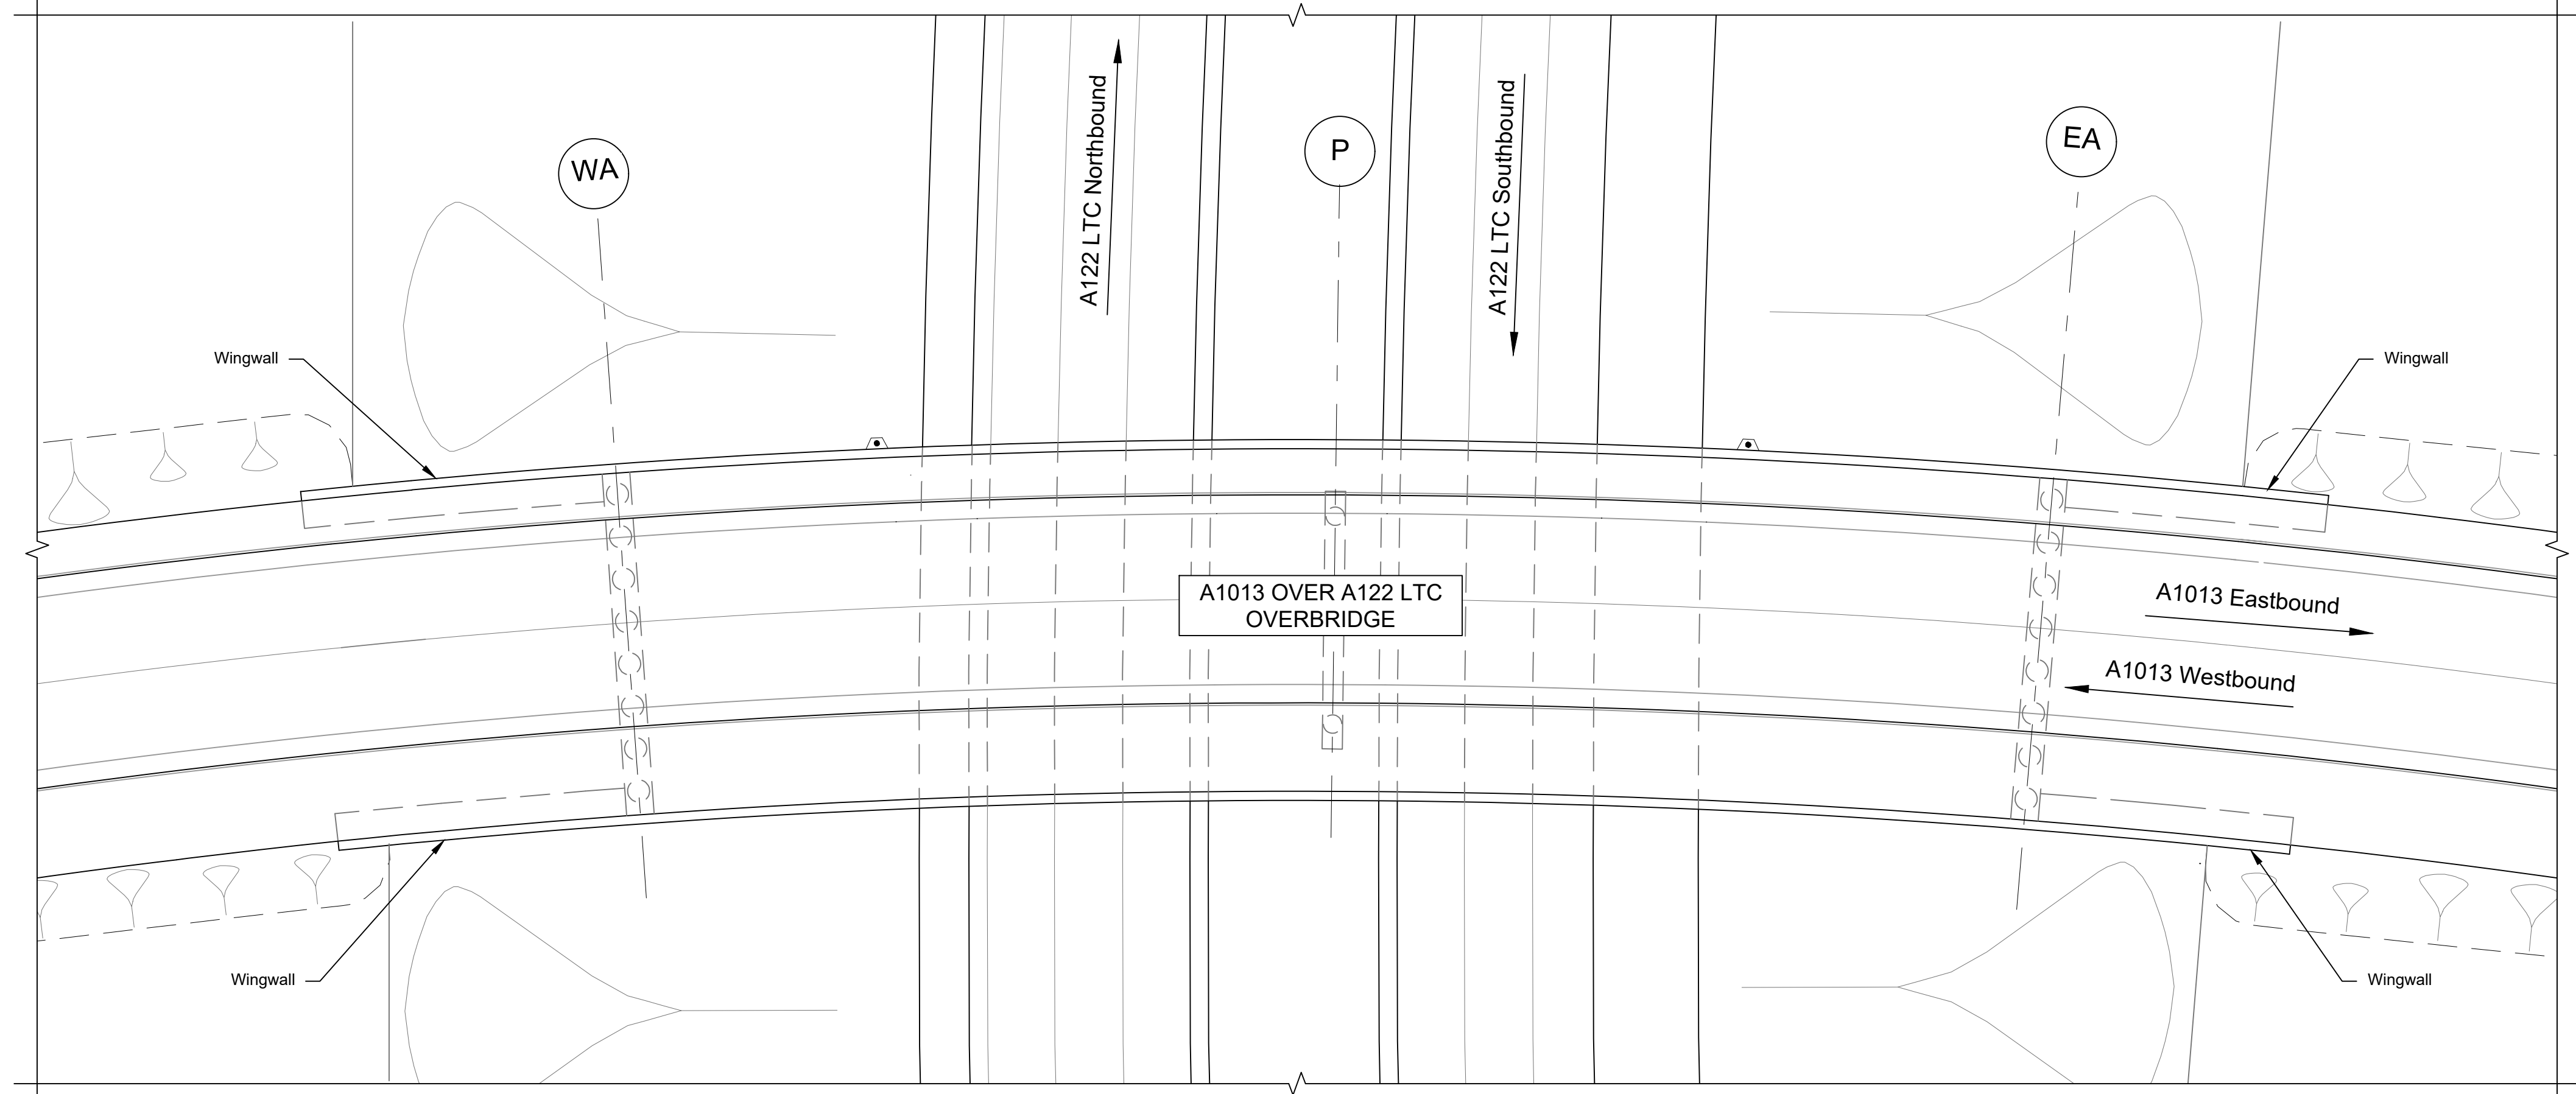 WA
A122 LTC Northbound
P
A122 LTC Southbound
EA
Wingwall
Wingwall
A1013 OVER A122 LTC
OVERBRIDGE
A1013 Eastbound
A1013 Westbound
Wingwall
Wingwall